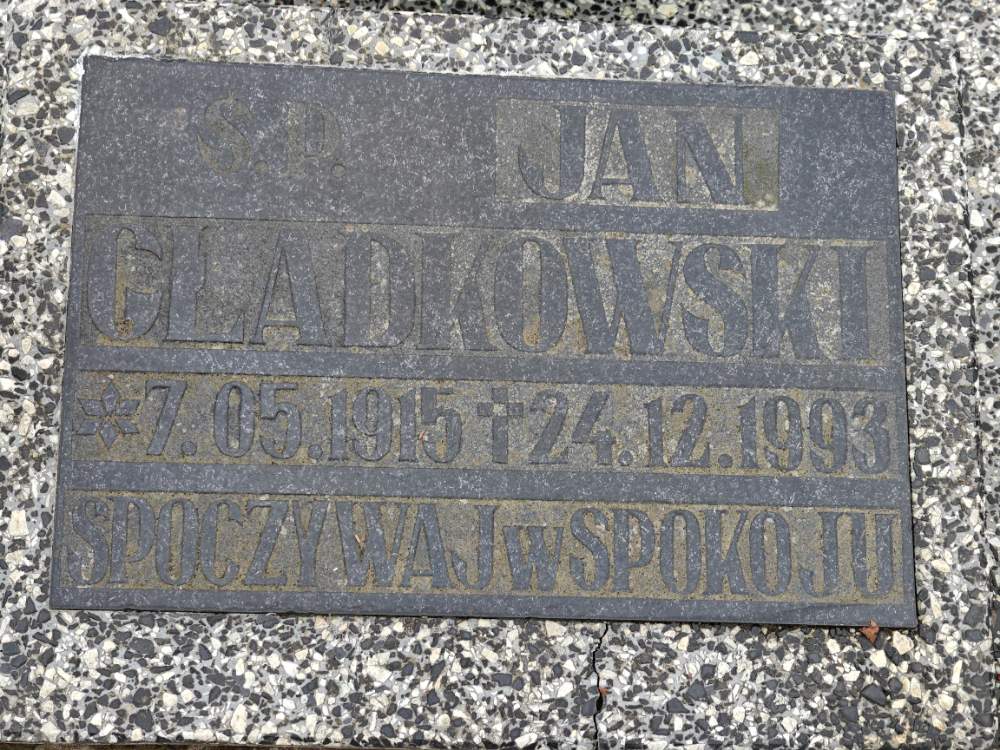 S.P. JAN
GŁADKOWSKI
7.05.1915 † 24.12.1993
SPOCZYWAJ W SPOKOJU